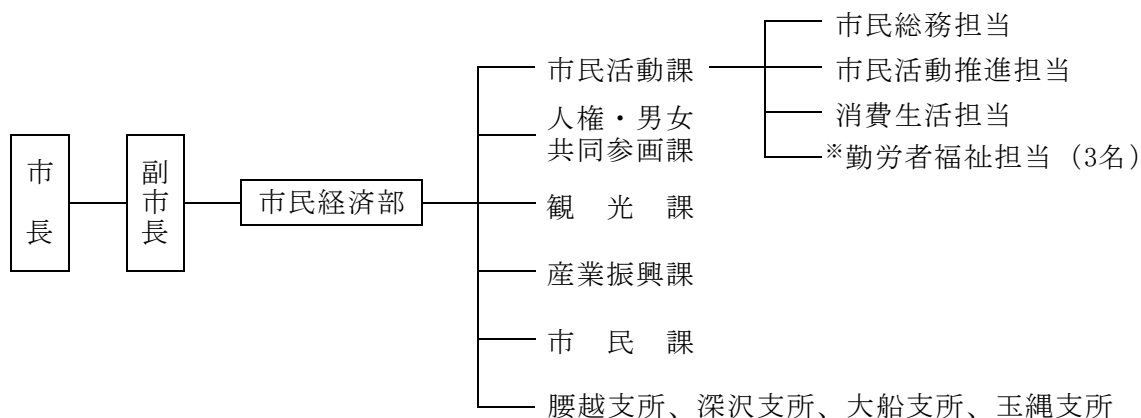 市長
副市長
市民経済部
市民活動課
人権・男女
共同参画課
観光課
産業振興課
市民課
腰越支所、深沢支所、大船支所、玉縄支所
市民総務担当
市民活動推進担当
消費生活担当
※勤労者福祉担当（3名）